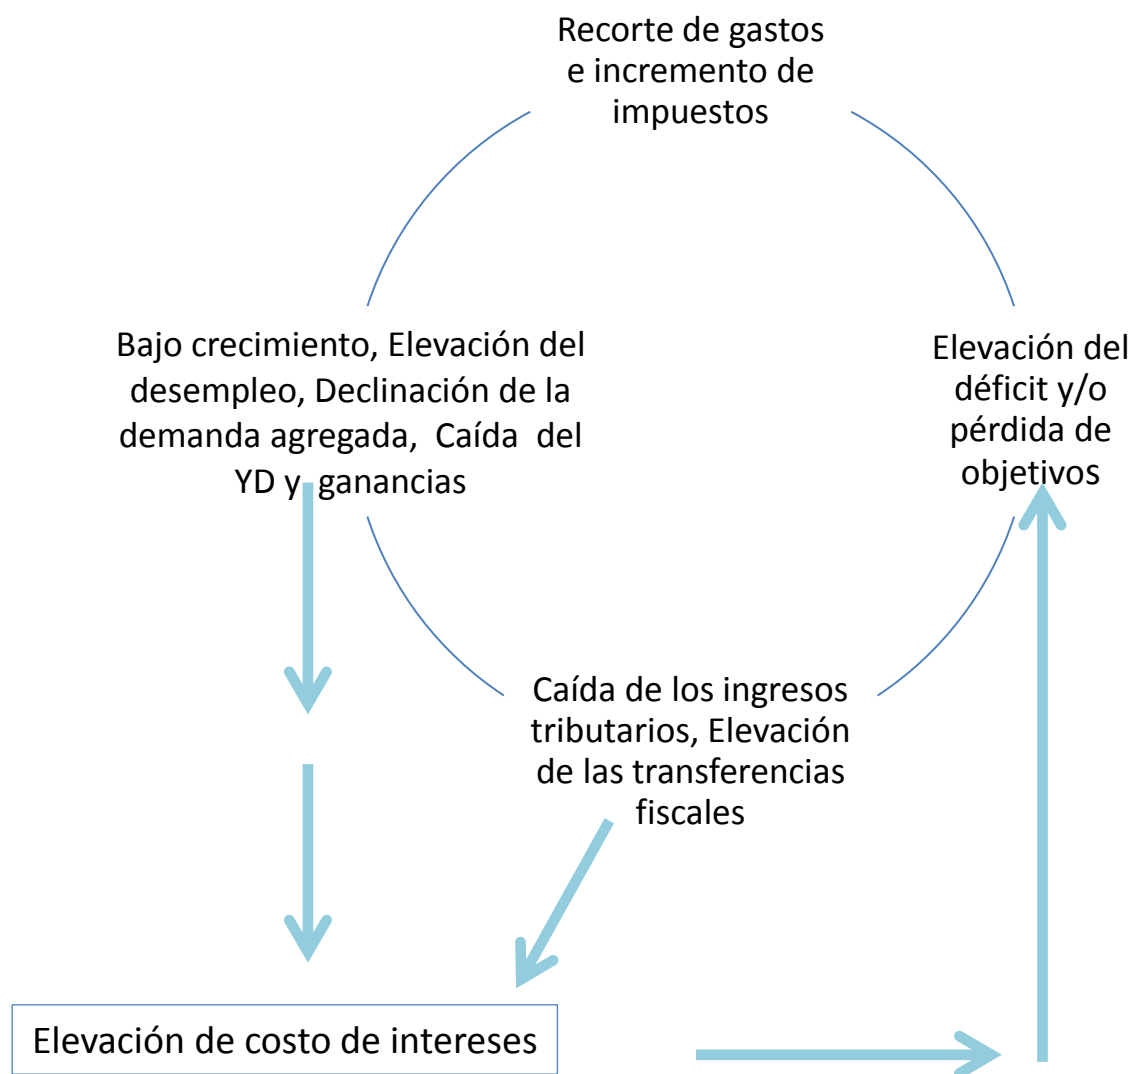 Recorte de gastos
e incremento de
impuestos
Bajo crecimiento, Elevación del
desempleo, Declinación de la
demanda agregada, Caída del
YD y ganancias
Elevación del
déficit y/o
pérdida de
objetivos
Caída de los ingresos
tributarios, Elevación
de las transferencias
fiscales
Elevación de costo de intereses